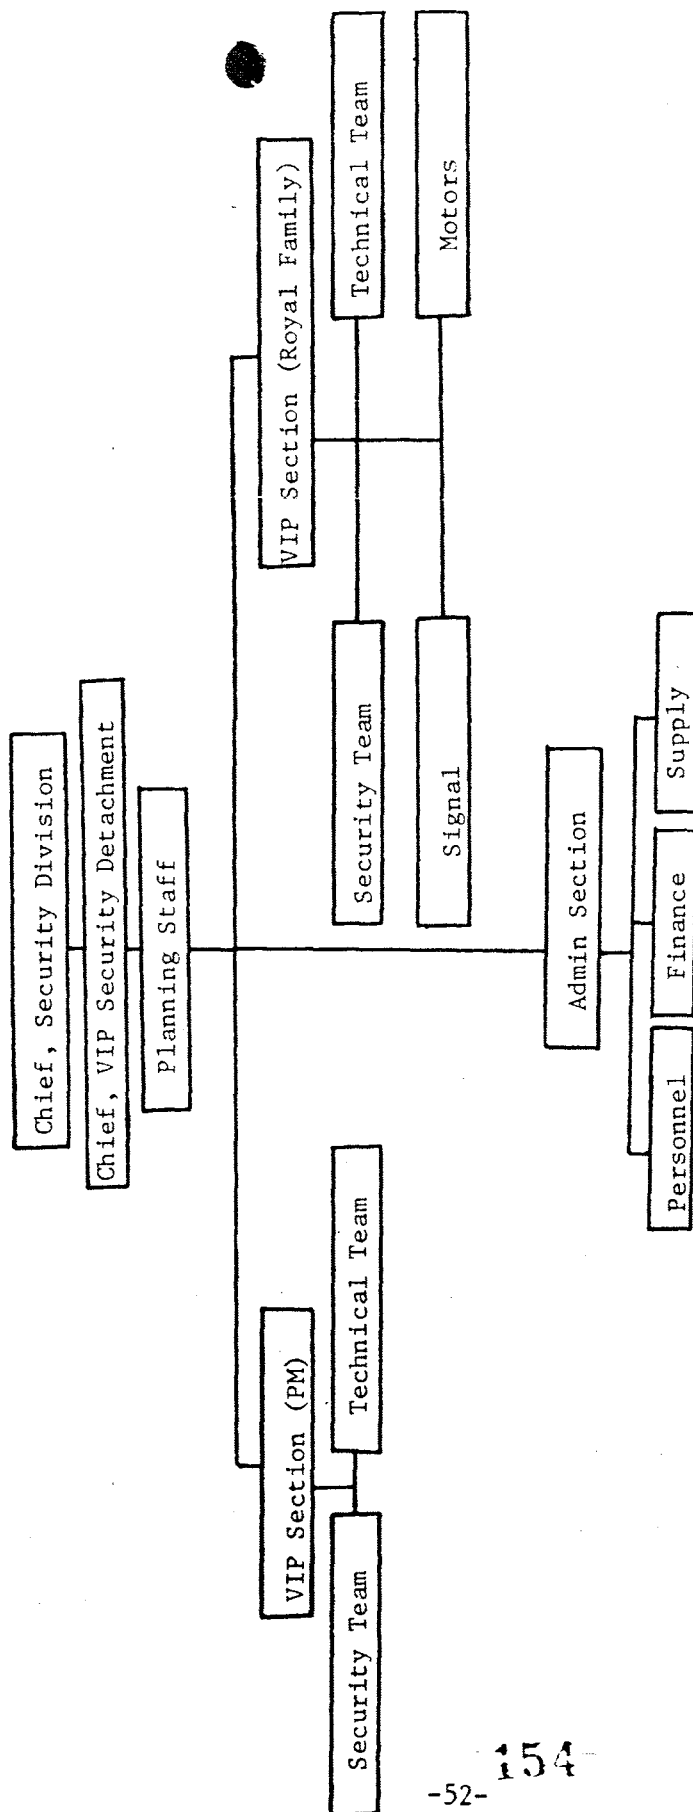 Chief, Security Division
Chief, VIP Security Detachment
Planning Staff
VIP Section (PM)
VIP Section (Royal Family)
Security Team
Technical Team
Security Team
Technical Team
Signal
Motors
Admin Section
Personnel
Finance
Supply
-52-
154